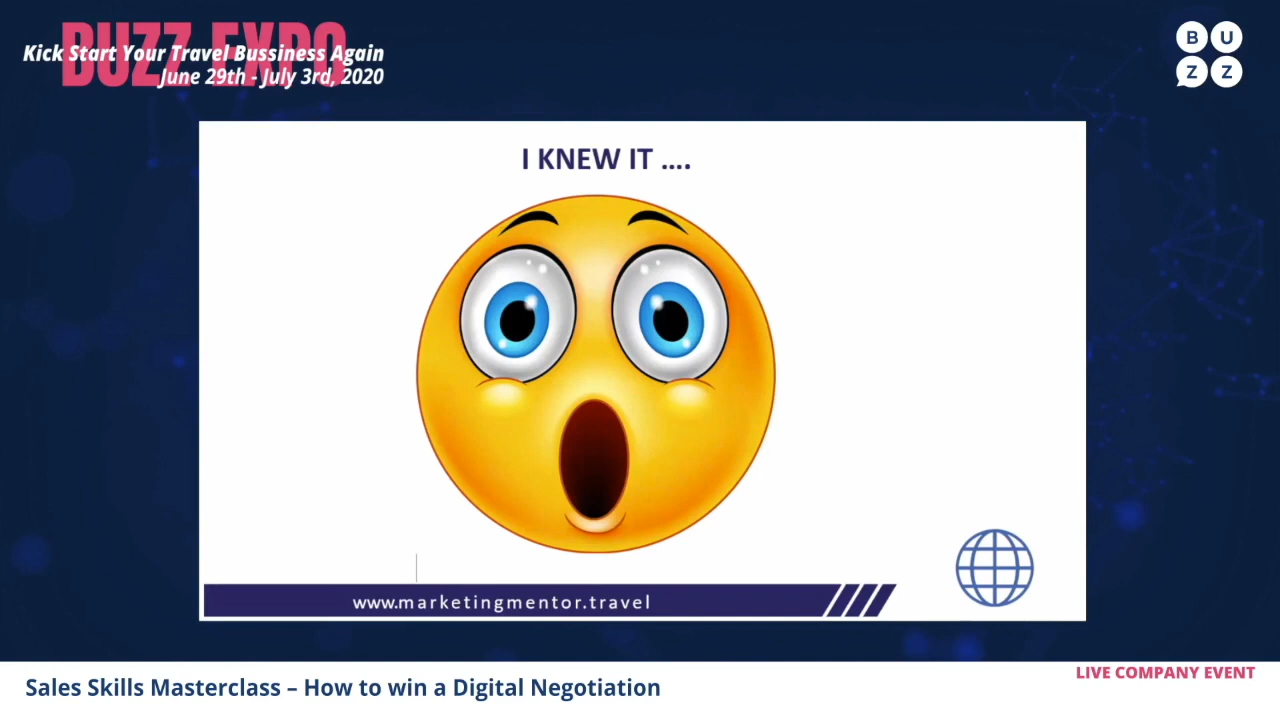 BUZZ EXPO
Kick Start Your Travel Bussiness Again
June 29th - July 3rd, 2020
B U
Z Z
I KNEW IT ....
www.marketingmentor.travel
LIVE COMPANY EVENT
Sales Skills Masterclass – How to win a Digital Negotiation